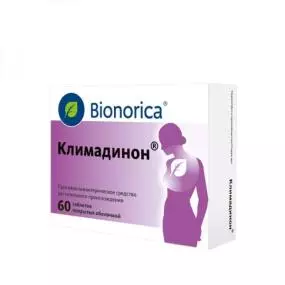 Bionorica®
Климадинон®
Противоклимактерическое средство
растительного происхождения
60 таблеток
покрытых оболочкой
Климадинон®